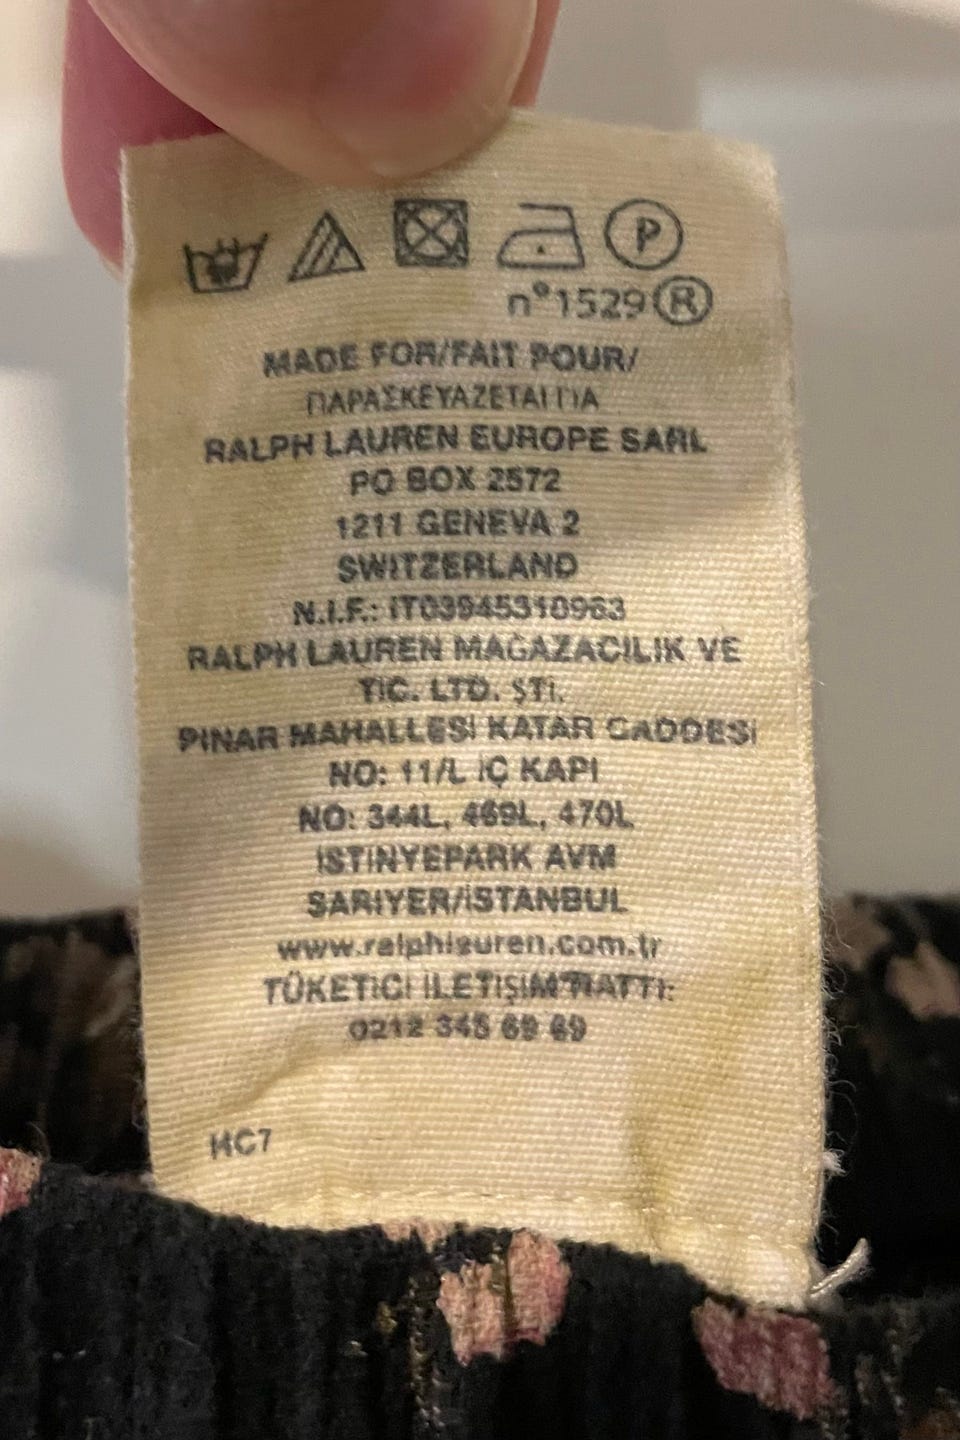 P
n°1529 ®
MADE FOR/FAIT POUR/
ΠΑΡΑΣΚΕΥΑΖΕΤΑΙ ΓΙΑ
RALPH LAUREN EUROPE SARL
PO BOX 2572
1211 GENEVA 2
SWITZERLAND
N.I.F.: IT03945310963
RALPH LAUREN MAĞAZACILIK VE
TİC. LTD. ŞTİ.
PINAR MAHALLESİ KATAR CADDESİ
NO: 11/L İÇ KAPI
NO: 344L, 469L, 470L
İSTİNYEPARK AVM
SARIYER/İSTANBUL
www.ralphlauren.com.tr
TÜKETİCİ İLETİŞİM HATTI:
0212 345 69 69
HC7